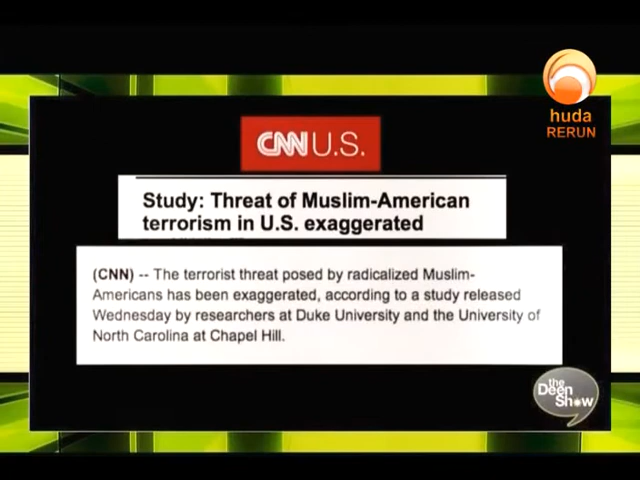 huda
RERUN
CNN U.S.
Study: Threat of Muslim-American
terrorism in U.S. exaggerated
(CNN) -- The terrorist threat posed by radicalized Muslim-
Americans has been exaggerated, according to a study released
Wednesday by researchers at Duke University and the University of
North Carolina at Chapel Hill.
the
Deen
Show